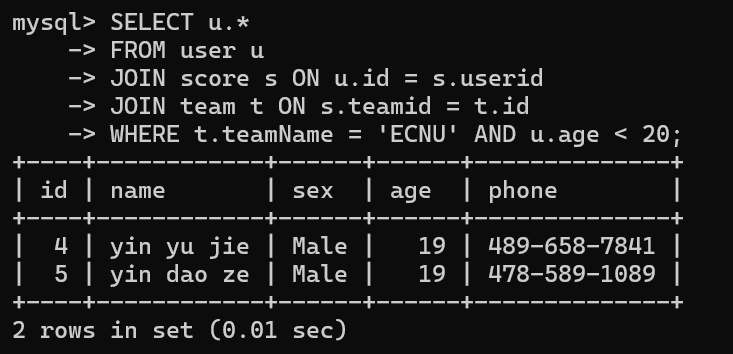 mysql> SELECT u.*
    -> FROM user u
    -> JOIN score s ON u.id = s.userid
    -> JOIN team t ON s.teamid = t.id
    -> WHERE t.teamName = 'ECNU' AND u.age < 20;
+----+------------+------+------+--------------+
| id | name       | sex  | age  | phone        |
+----+------------+------+------+--------------+
|  4 | yin yu jie | Male |   19 | 489-658-7841 |
|  5 | yin dao ze | Male |   19 | 478-589-1089 |
+----+------------+------+------+--------------+
2 rows in set (0.01 sec)